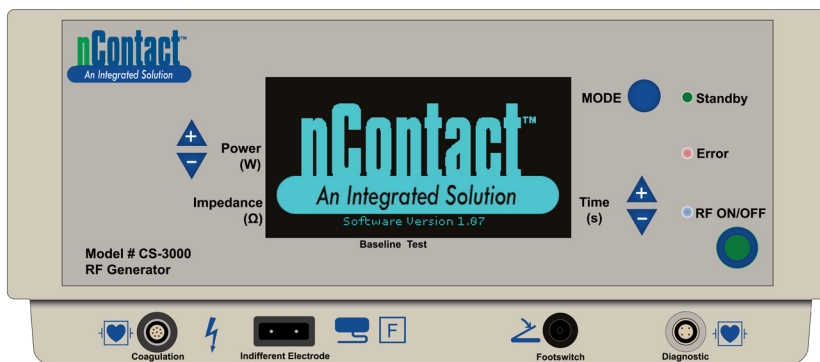 nContact™
An Integrated Solution
nContact™
An Integrated Solution
Software Version 1.07
Baseline Test
MODE
Standby
Error
RF ON/OFF
Power
(W)
Impedance
(Ω)
Time
(s)
Model # CS-3000
RF Generator
F
Coagulation
Indifferent Electrode
Footswitch
Diagnostic